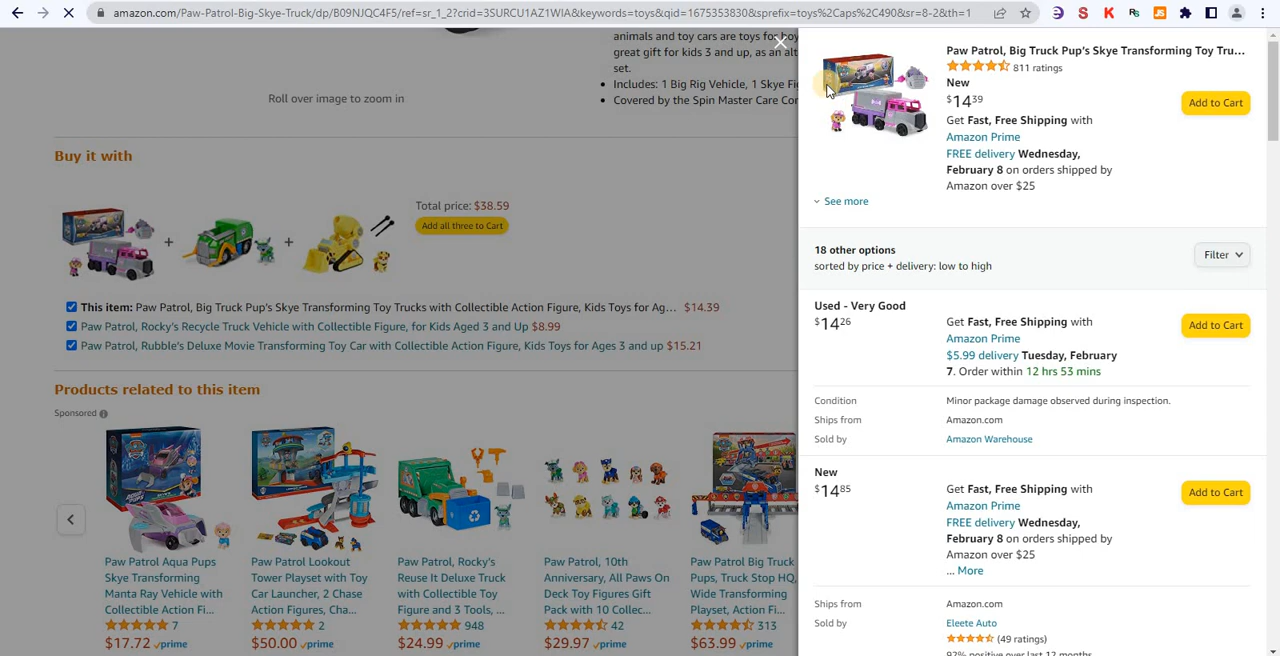 amazon.com/Paw-Patrol-Big-Skye-Truck/dp/B09NJQC4F5/ref=sr_1_2?crid=3SURCU1AZ1WIA&keywords=toys&qid=1675353830&sprefix=toys%2Caps%2C490&sr=8-2&th=1
animals and toy cars are toys for boy
great gift for kids 3 and up, as an alt
set.
• Includes: 1 Big Rig Vehicle, 1 Skye Fig
• Covered by the Spin Master Care Com
Roll over image to zoom in
Buy it with
Total price: $38.59
Add all three to Cart
This item: Paw Patrol, Big Truck Pup's Skye Transforming Toy Trucks with Collectible Action Figure, Kids Toys for Ag... $14.39
Paw Patrol, Rocky's Recycle Truck Vehicle with Collectible Figure, for Kids Aged 3 and Up $8.99
Paw Patrol, Rubble's Deluxe Movie Transforming Toy Car with Collectible Action Figure, Kids Toys for Ages 3 and up $15.21
Products related to this item
Sponsored
Paw Patrol Aqua Pups
Skye Transforming
Manta Ray Vehicle with
Collectible Action Fi...
7
$17.72 prime
Paw Patrol Lookout
Tower Playset with Toy
Car Launcher, 2 Chase
Action Figures, Cha...
2
$50.00 prime
Paw Patrol, Rocky's
Reuse It Deluxe Truck
with Collectible Toy
Figure and 3 Tools, ...
948
$24.99 prime
Paw Patrol, 10th
Anniversary, All Paws On
Deck Toy Figures Gift
Pack with 10 Collec...
42
$29.97 prime
Paw Patrol Big Truck
Pups, Truck Stop HQ,
Wide Transforming
Playset, Action Fi...
313
$63.99 prime
Paw Patrol, Big Truck Pup's Skye Transforming Toy Tru...
811 ratings
New
$14.39
Add to Cart
Get Fast, Free Shipping with
Amazon Prime
FREE delivery Wednesday,
February 8 on orders shipped by
Amazon over $25
See more
18 other options
sorted by price + delivery: low to high
Filter
Used - Very Good
$14.26
Get Fast, Free Shipping with
Amazon Prime
$5.99 delivery Tuesday, February
7. Order within 12 hrs 53 mins
Add to Cart
Condition Minor package damage observed during inspection.
Ships from Amazon.com
Sold by Amazon Warehouse
New
$14.85
Get Fast, Free Shipping with
Amazon Prime
FREE delivery Wednesday,
February 8 on orders shipped by
Amazon over $25
... More
Add to Cart
Ships from Amazon.com
Sold by Eleete Auto
(49 ratings)
92% positive over last 12 months